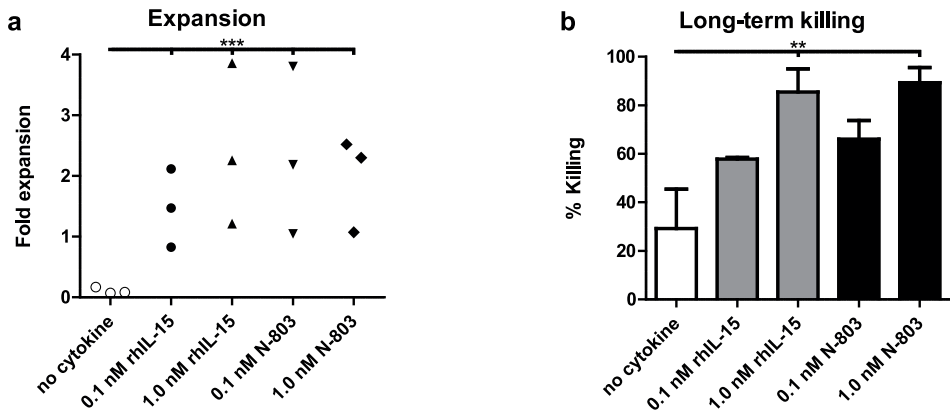 a
Expansion
***
Fold expansion
4
3
2
1
0
no cytokine
0.1 nM rhIL-15
1.0 nM rhIL-15
0.1 nM N-803
1.0 nM N-803
b
Long-term killing
**
% Killing
100
80
60
40
20
0
no cytokine
0.1 nM rhIL-15
1.0 nM rhIL-15
0.1 nM N-803
1.0 nM N-803